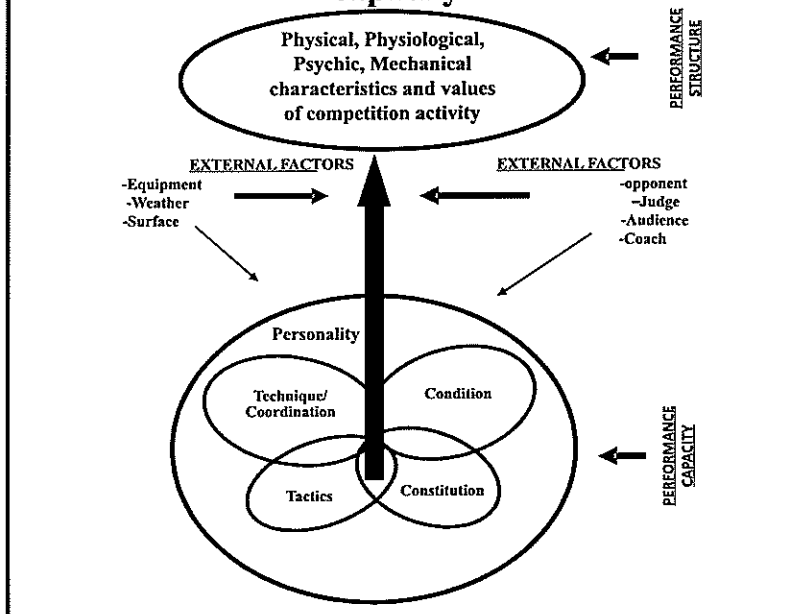 Physical, Physiological,
Psychic, Mechanical
characteristics and values
of competition activity
PERFORMANCE
STRUCTURE
EXTERNAL FACTORS
-Equipment
-Weather
-Surface
EXTERNAL FACTORS
-opponent
–Judge
-Audience
-Coach
Personality
Technique/
Coordination
Condition
Tactics
Constitution
PERFORMANCE
CAPACITY